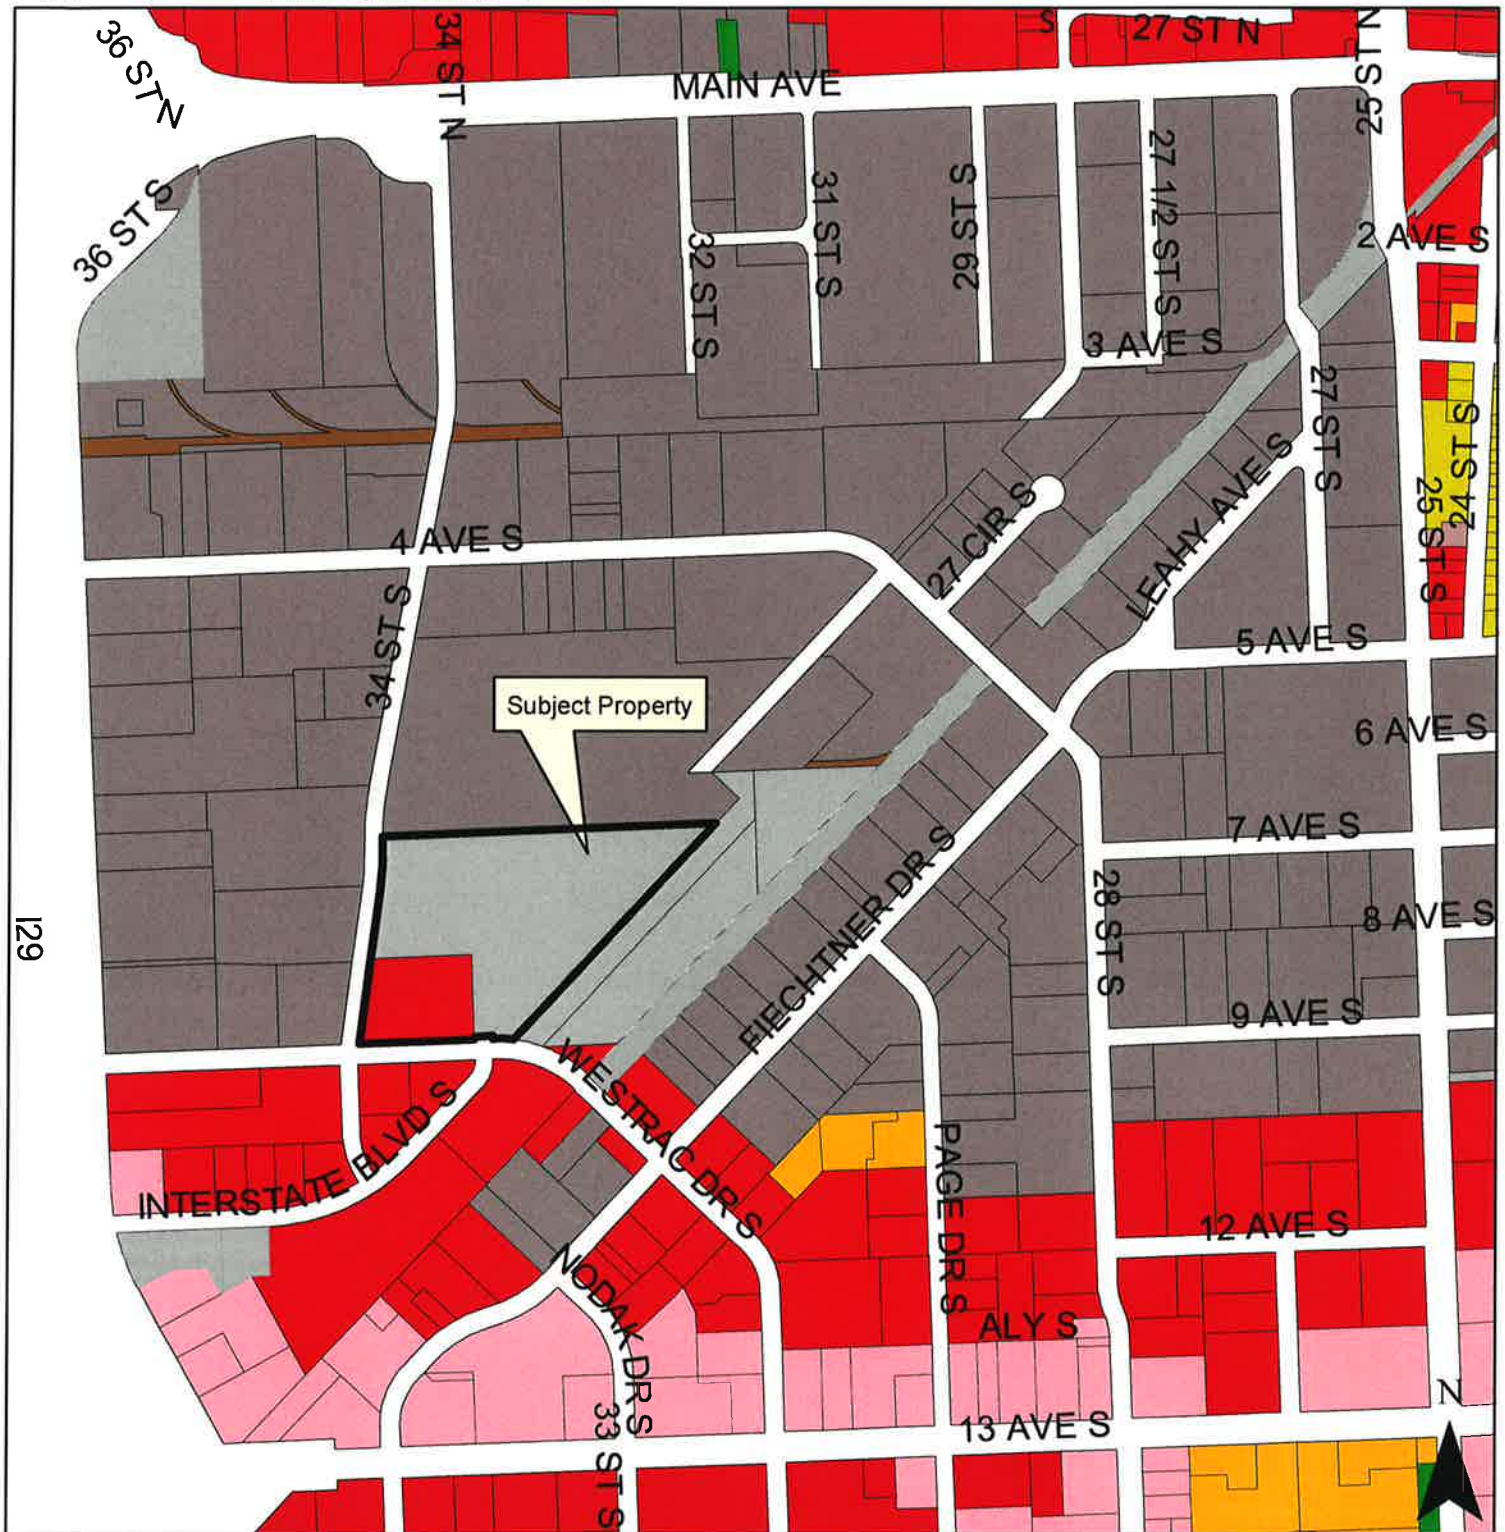 36 ST N
34 ST N
S
27 ST N
25 ST N
MAIN AVE
36 ST S
32 ST S
31 ST S
29 ST S
27 1/2 ST S
2 AVE S
3 AVE S
27 ST S
24 ST S
25 ST S
4 AVE S
27 CIR S
LEAHY AVE S
34 ST S
5 AVE S
Subject Property
6 AVE S
7 AVE S
28 ST S
8 AVE S
I29
FIECHTNER DR S
9 AVE S
WESTRAC DR S
INTERSTATE BLVD S
PAGE DR S
12 AVE S
NODAK DR S
ALY S
33 ST S
13 AVE S
N